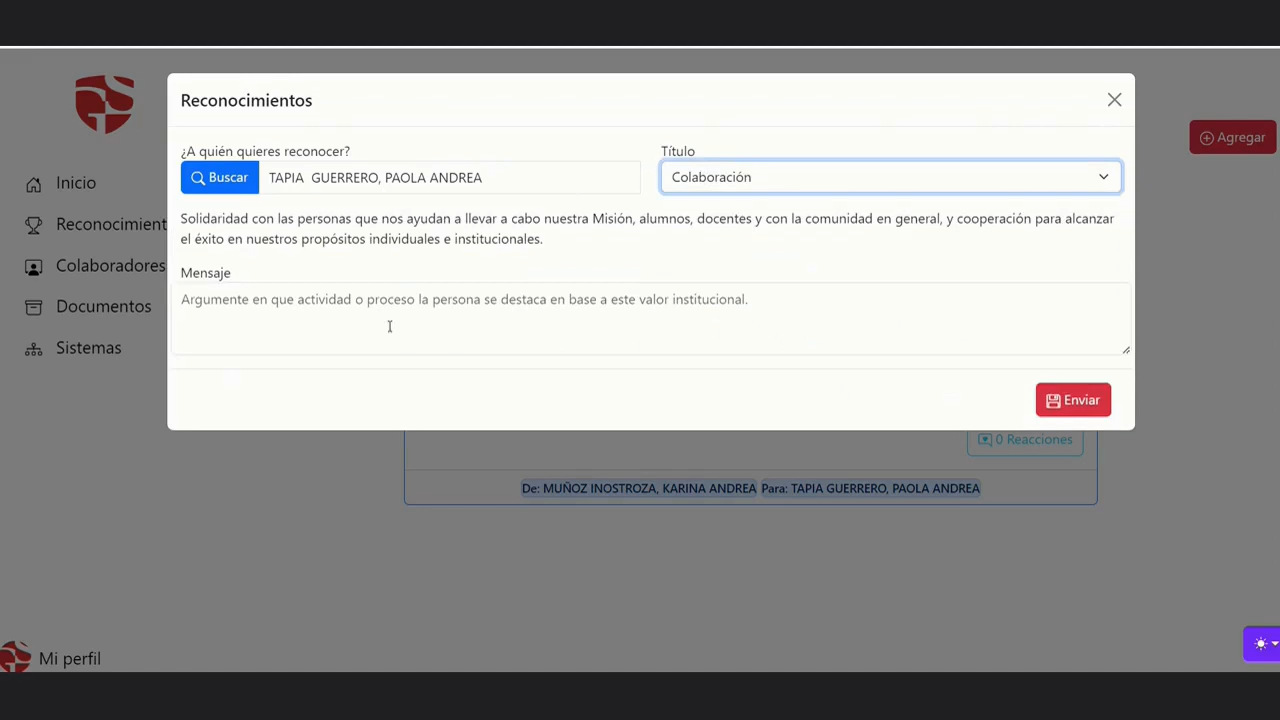 Reconocimientos
¿A quién quieres reconocer?
Título
Buscar
TAPIA GUERRERO, PAOLA ANDREA
Colaboración
Solidaridad con las personas que nos ayudan a llevar a cabo nuestra Misión, alumnos, docentes y con la comunidad en general, y cooperación para alcanzar
el éxito en nuestros propósitos individuales e institucionales.
Mensaje
Argumente en que actividad o proceso la persona se destaca en base a este valor institucional.
Enviar
Agregar
Inicio
Reconocimient
Colaboradores
Documentos
Sistemas
0 Reacciones
De: MUÑOZ INOSTROZA, KARINA ANDREA Para: TAPIA GUERRERO, PAOLA ANDREA
Mi perfil